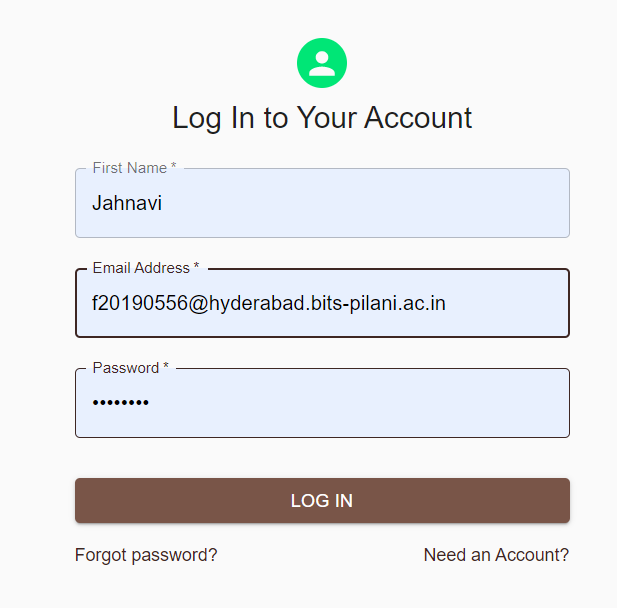 Log In to Your Account
First Name *
Jahnavi
Email Address *
f20190556@hyderabad.bits-pilani.ac.in
Password *
••••••••
LOG IN
Forgot password? Need an Account?